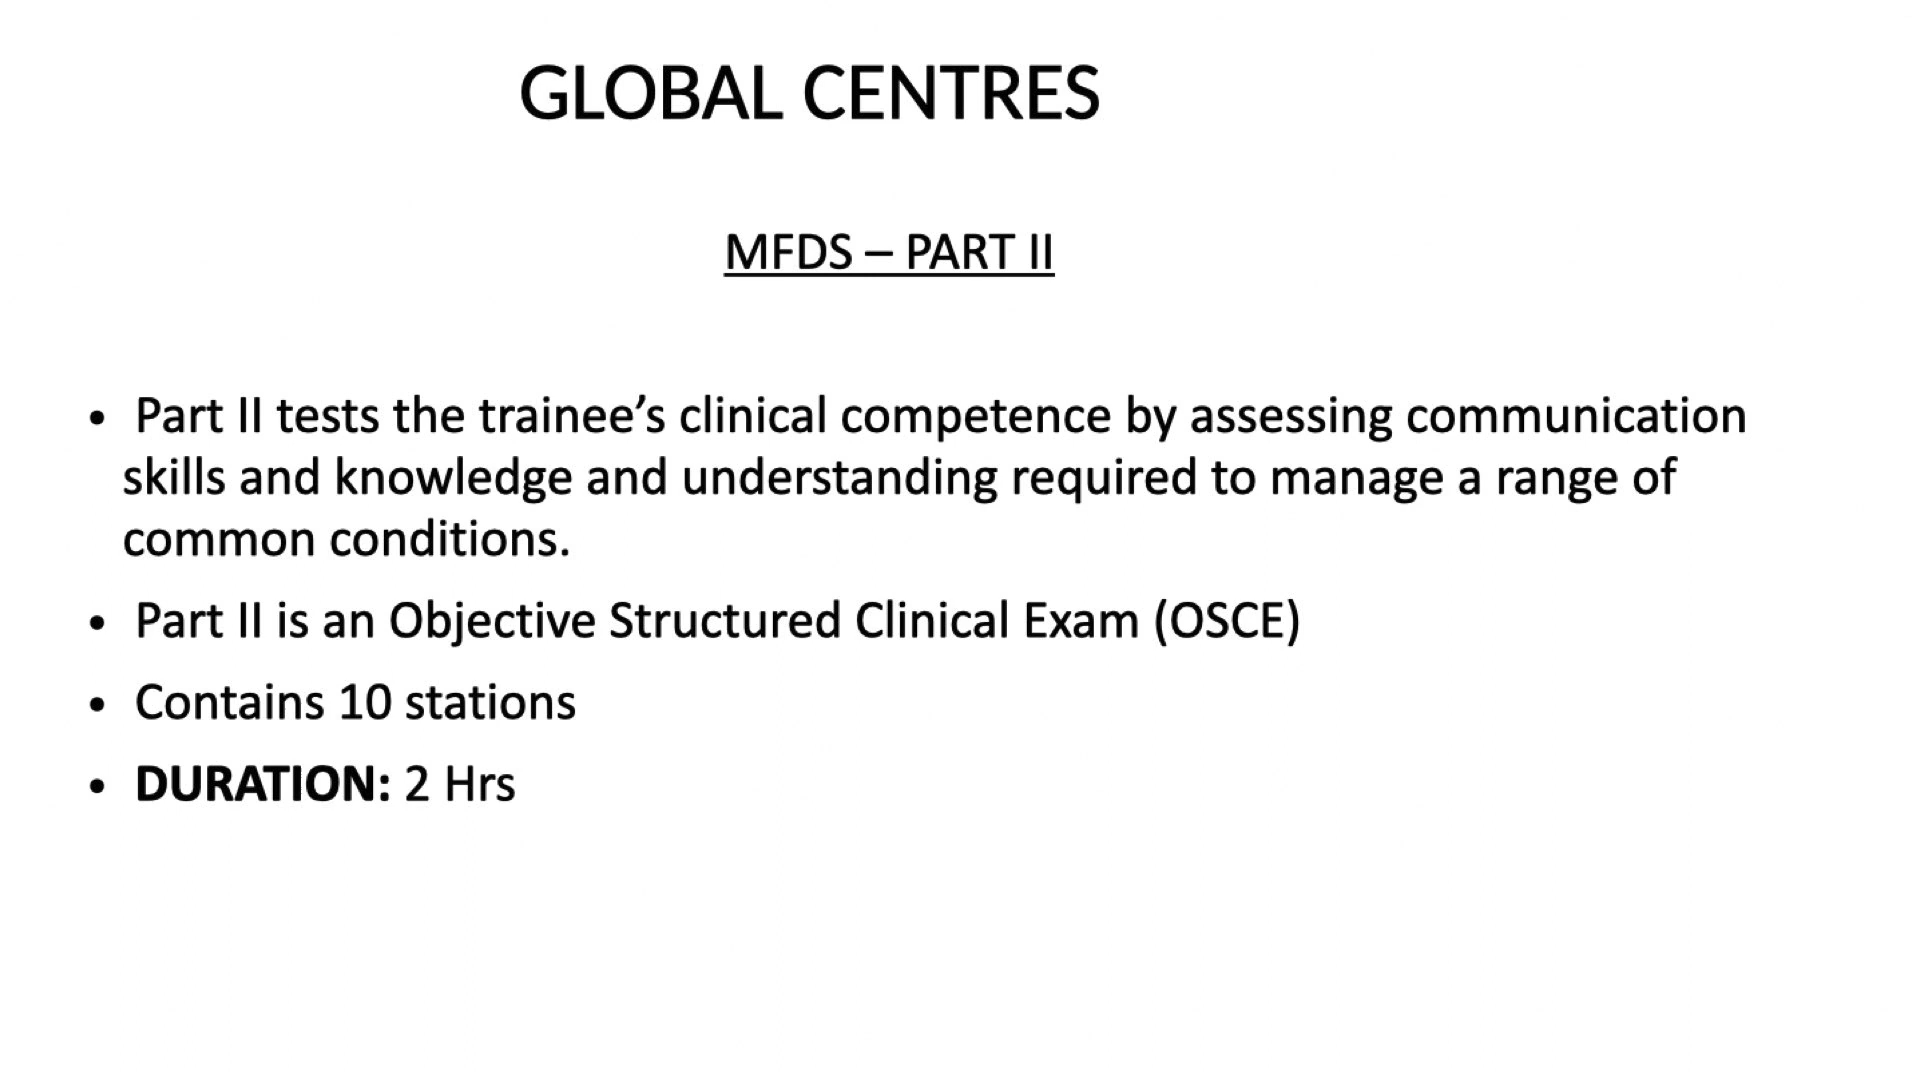 GLOBAL CENTRES
MFDS – PART II
• Part II tests the trainee’s clinical competence by assessing communication
skills and knowledge and understanding required to manage a range of
common conditions.
• Part II is an Objective Structured Clinical Exam (OSCE)
• Contains 10 stations
• DURATION: 2 Hrs